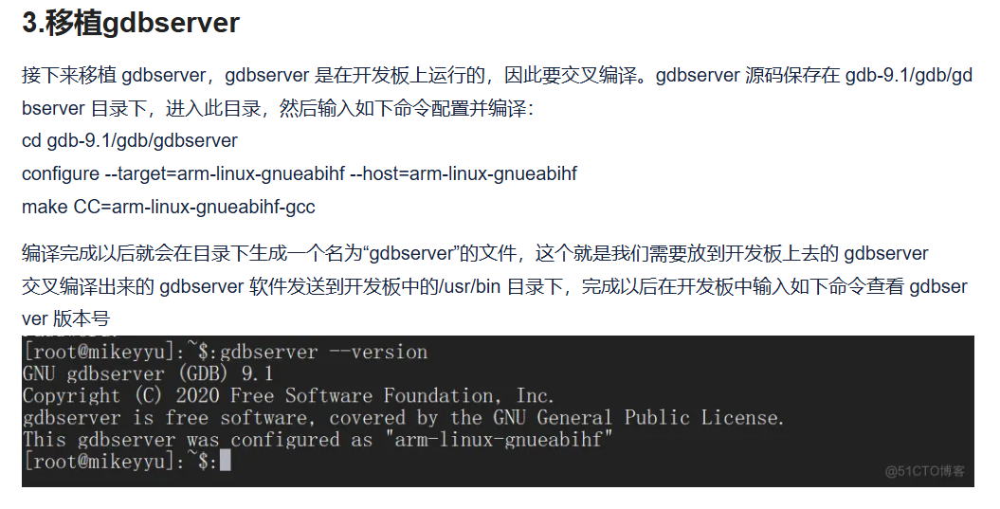 3.移植gdbserver
接下来移植 gdbserver，gdbserver 是在开发板上运行的，因此要交叉编译。gdbserver 源码保存在 gdb-9.1/gdb/gd
bserver 目录下，进入此目录，然后输入如下命令配置并编译：
cd gdb-9.1/gdb/gdbserver
configure --target=arm-linux-gnueabihf --host=arm-linux-gnueabihf
make CC=arm-linux-gnueabihf-gcc
编译完成以后就会在目录下生成一个名为“gdbserver”的文件，这个就是我们需要放到开发板上去的 gdbserver
交叉编译出来的 gdbserver 软件发送到开发板中的/usr/bin 目录下，完成以后在开发板中输入如下命令查看 gdbser
ver 版本号
[root@mikeyyu]:~$:gdbserver --version
GNU gdbserver (GDB) 9.1
Copyright (C) 2020 Free Software Foundation, Inc.
gdbserver is free software, covered by the GNU General Public License.
This gdbserver was configured as "arm-linux-gnueabihf"
[root@mikeyyu]:~$:
@51CTO博客